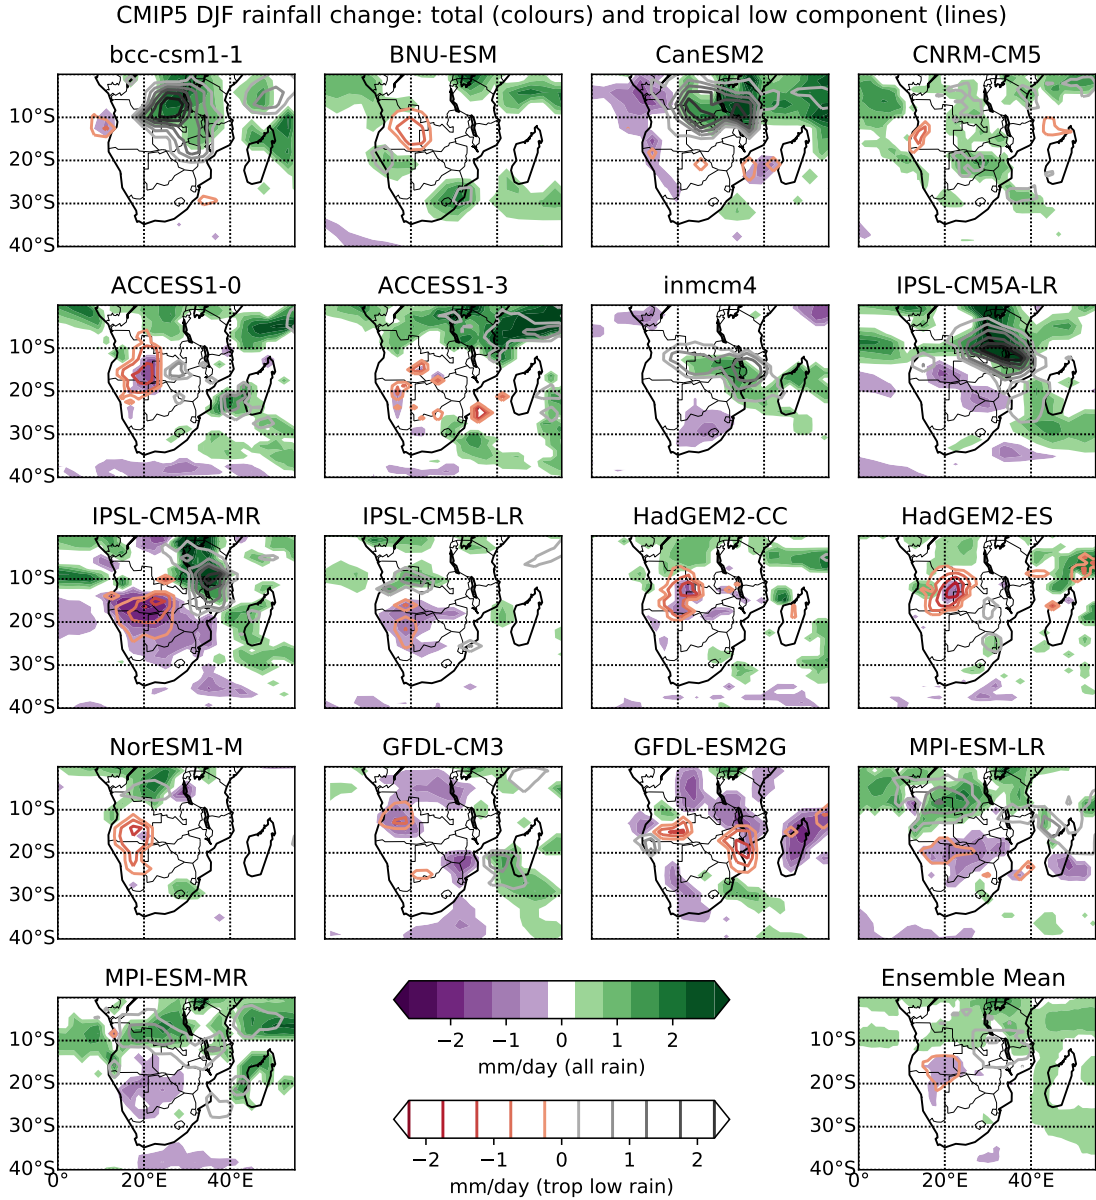 CMIP5 DJF rainfall change: total (colours) and tropical low component (lines)
bcc-csm1-1 BNU-ESM CanESM2 CNRM-CM5
10°S
20°S
30°S
40°S
ACCESS1-0 ACCESS1-3 inmcm4 IPSL-CM5A-LR
10°S
20°S
30°S
40°S
IPSL-CM5A-MR IPSL-CM5B-LR HadGEM2-CC HadGEM2-ES
10°S
20°S
30°S
40°S
NorESM1-M GFDL-CM3 GFDL-ESM2G MPI-ESM-LR
10°S
20°S
30°S
40°S
MPI-ESM-MR Ensemble Mean
10°S 10°S
20°S 20°S
30°S 30°S
40°S 40°S
0° 20°E 40°E 0° 20°E 40°E
−2 −1 0 1 2
mm/day (all rain)
−2 −1 0 1 2
mm/day (trop low rain)